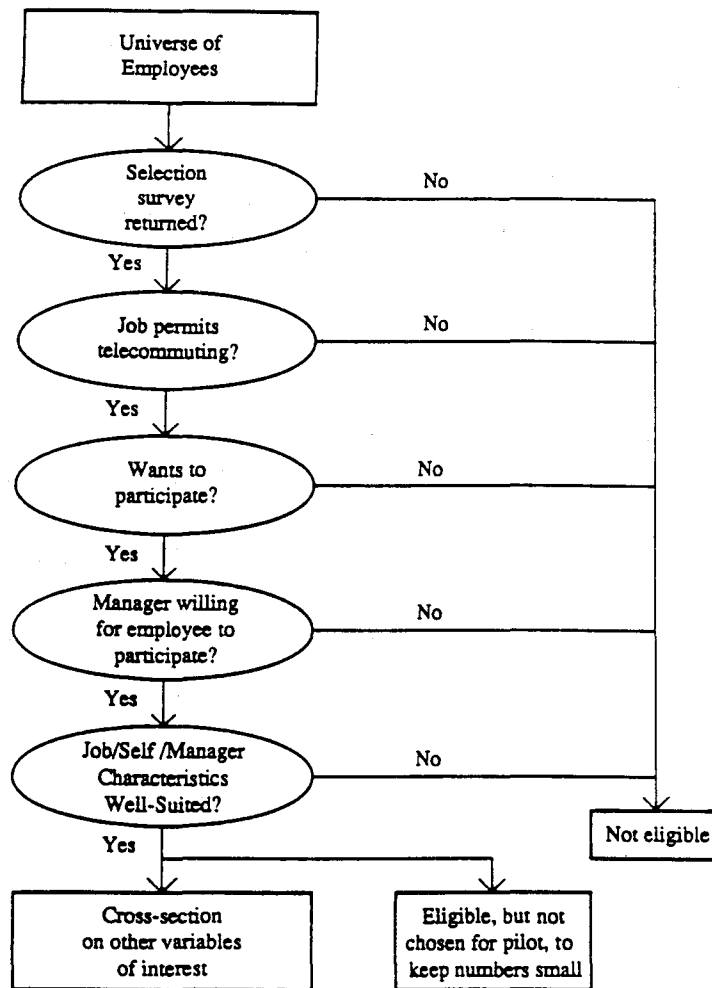 Universe of
Employees
Selection
survey
returned?
No
Yes
Job permits
telecommuting?
No
Yes
Wants to
participate?
No
Yes
Manager willing
for employee to
participate?
No
Yes
Job/Self /Manager
Characteristics
Well-Suited?
No
Not eligible
Yes
Cross-section
on other variables
of interest
Eligible, but not
chosen for pilot, to
keep numbers small